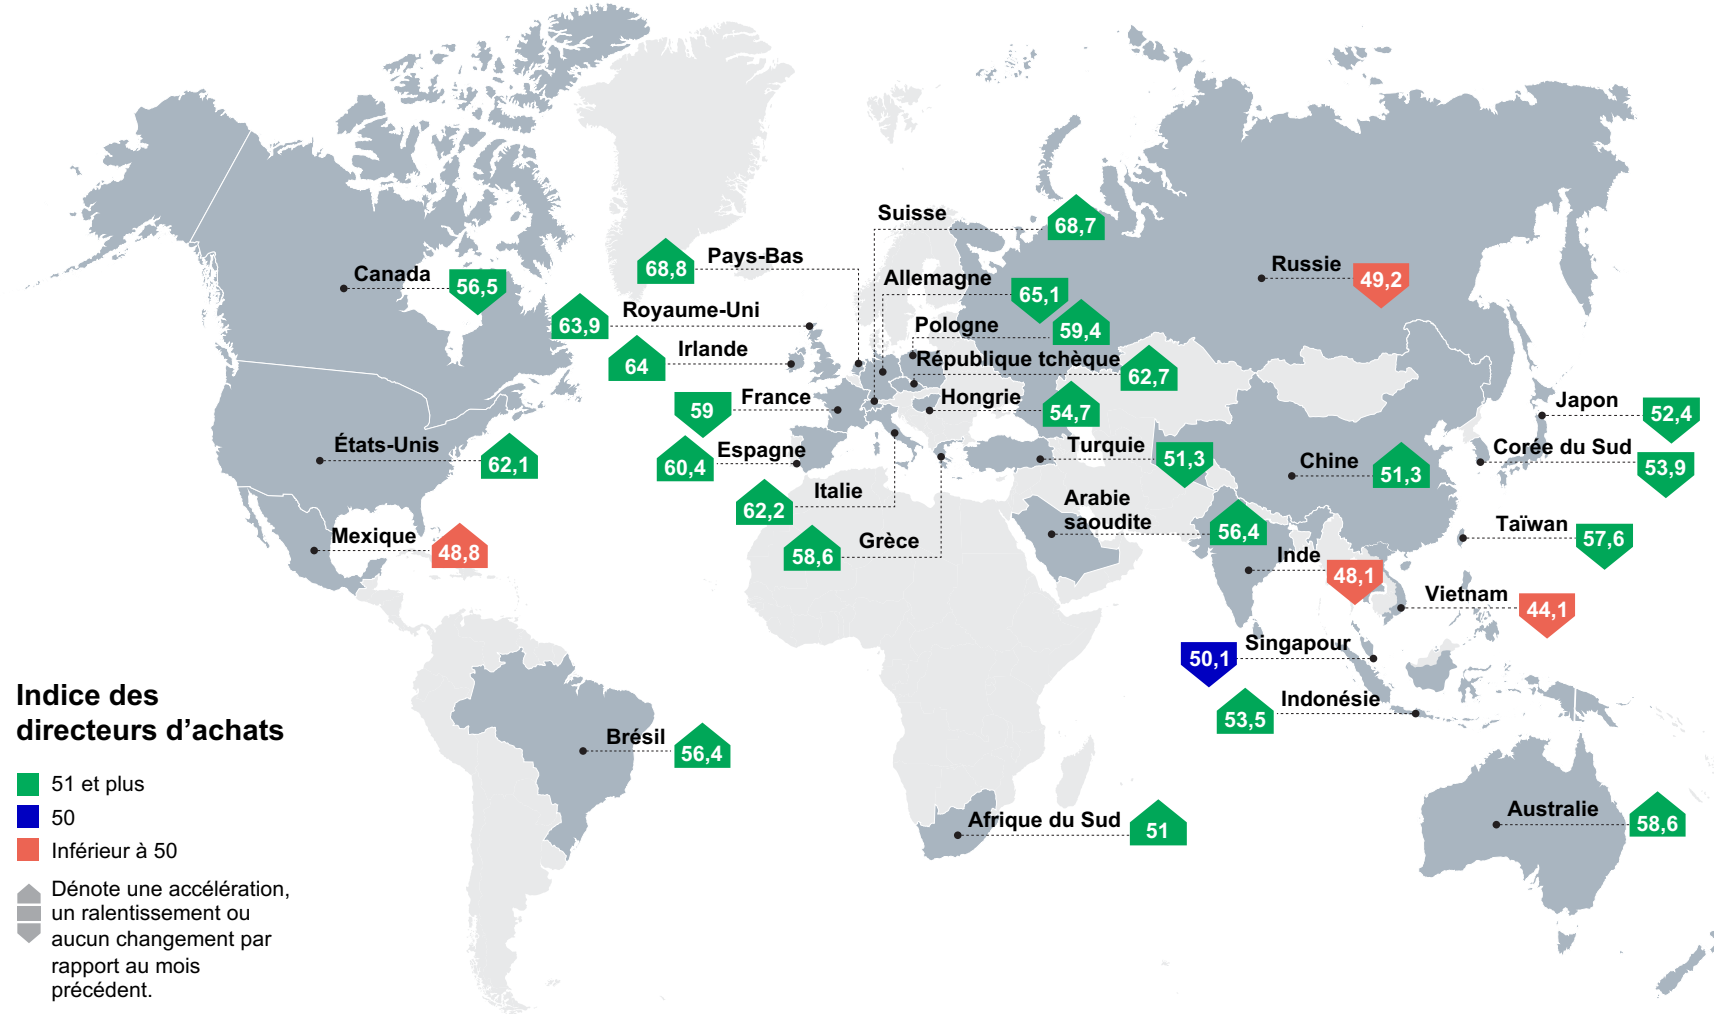 Suisse
68,7
Pays-Bas
68,8
Allemagne
65,1
Russie
49,2
Canada
56,5
Royaume-Uni
63,9
Pologne
59,4
Irlande
64
République tchèque
62,7
France
59
Hongrie
54,7
Japon
52,4
États-Unis
62,1
Espagne
60,4
Turquie
51,3
Chine
51,3
Corée du Sud
53,9
Italie
62,2
Arabie
saoudite
56,4
Taïwan
57,6
Mexique
48,8
Grèce
58,6
Inde
48,1
Vietnam
44,1
Singapour
50,1
Indonésie
53,5
Brésil
56,4
Afrique du Sud
51
Australie
58,6
Indice des
directeurs d’achats
51 et plus
50
Inférieur à 50
Dénote une accélération,
un ralentissement ou
aucun changement par
rapport au mois
précédent.